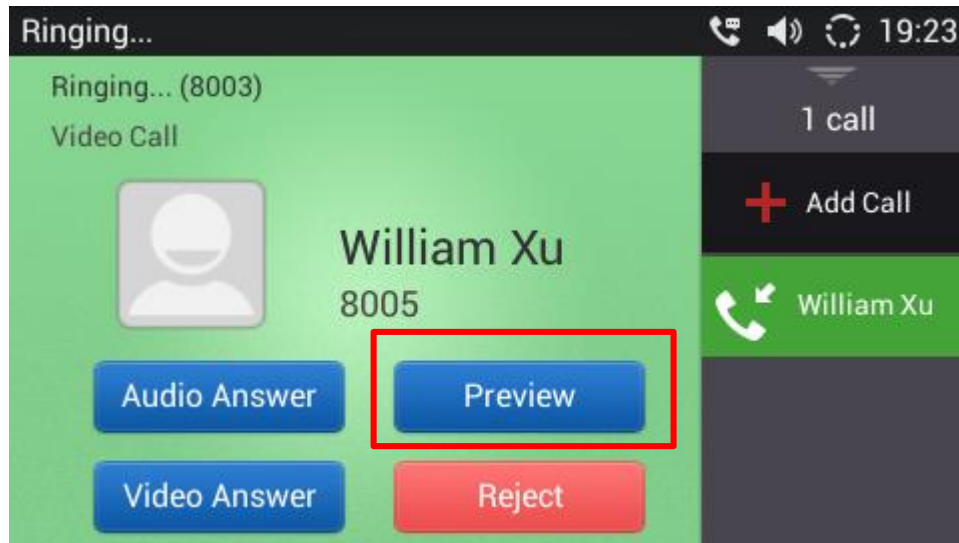 Ringing...
19:23
Ringing... (8003)
Video Call
William Xu
8005
Audio Answer
Preview
Video Answer
Reject
1 call
Add Call
William Xu